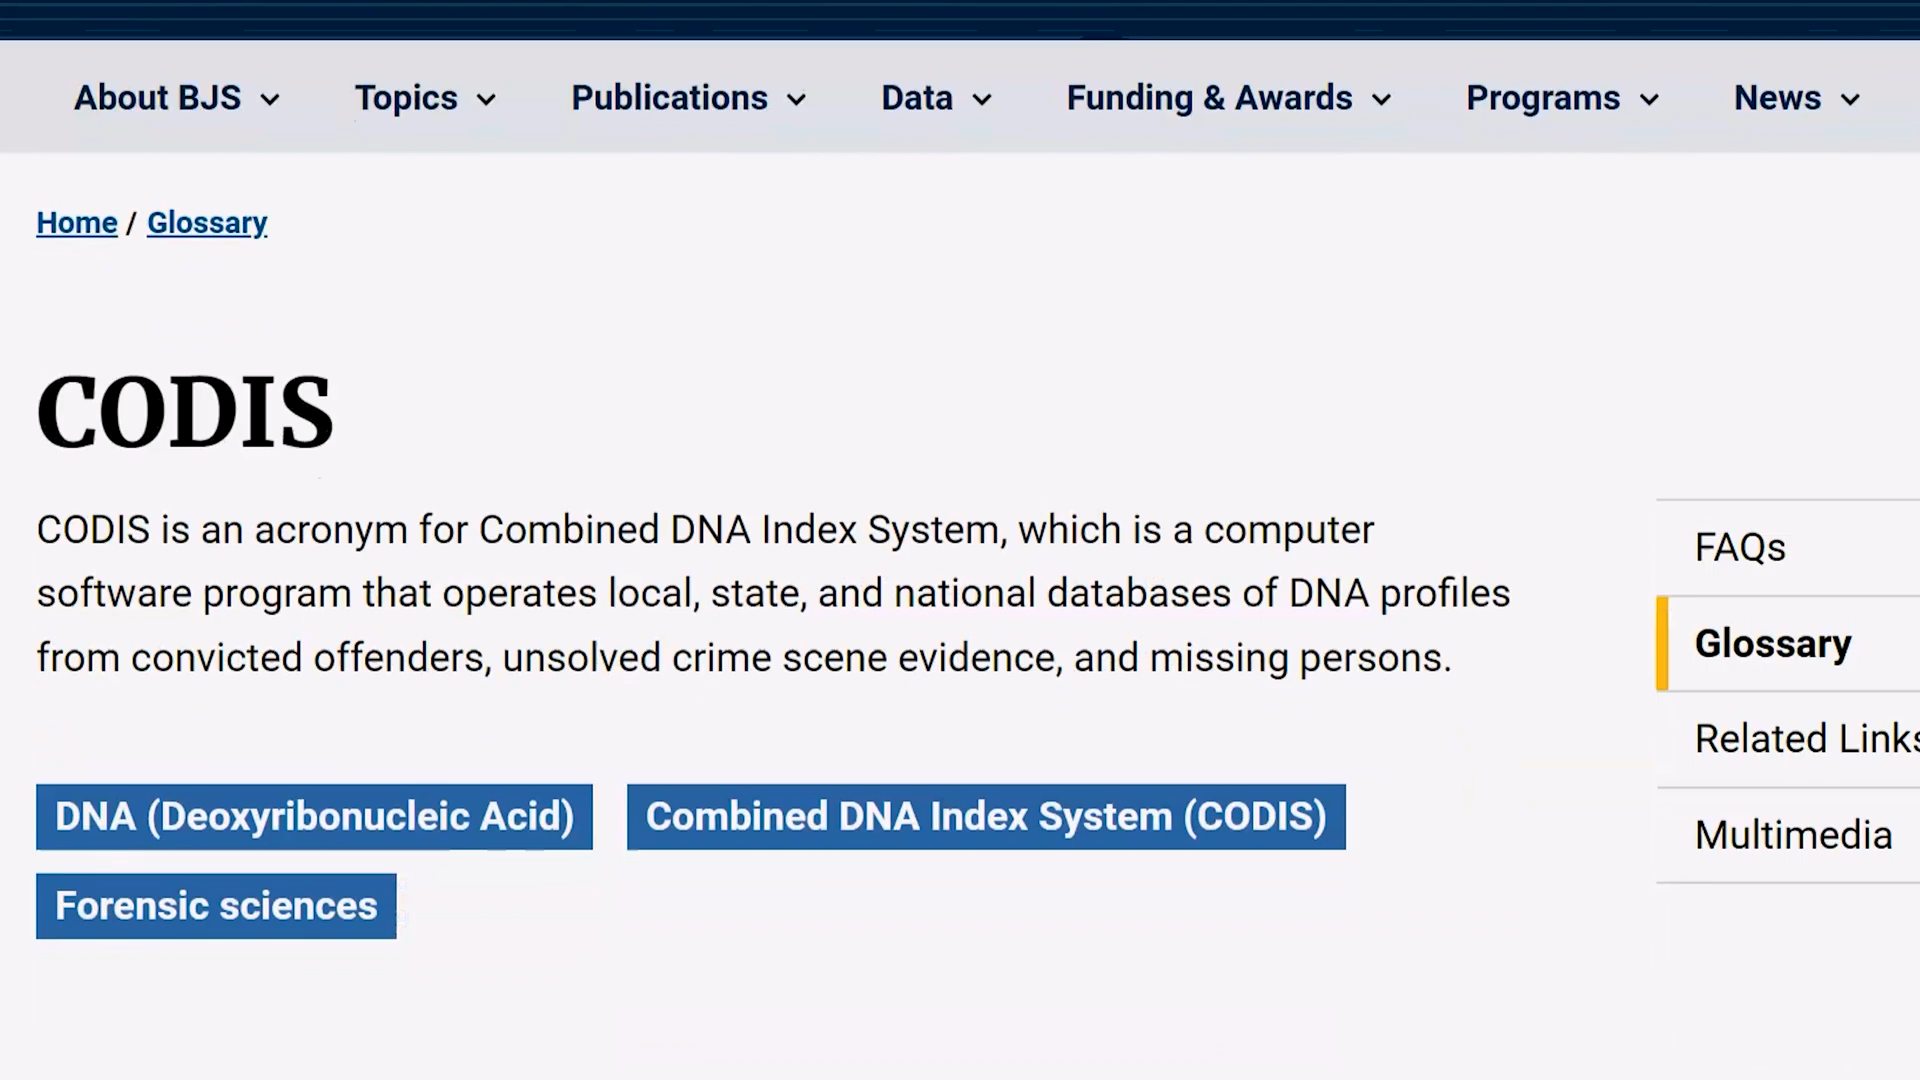 About BJS Topics Publications Data Funding & Awards Programs News
Home / Glossary
CODIS
CODIS is an acronym for Combined DNA Index System, which is a computer
software program that operates local, state, and national databases of DNA profiles
from convicted offenders, unsolved crime scene evidence, and missing persons.
DNA (Deoxyribonucleic Acid) Combined DNA Index System (CODIS)
Forensic sciences
FAQs
Glossary
Related Links
Multimedia